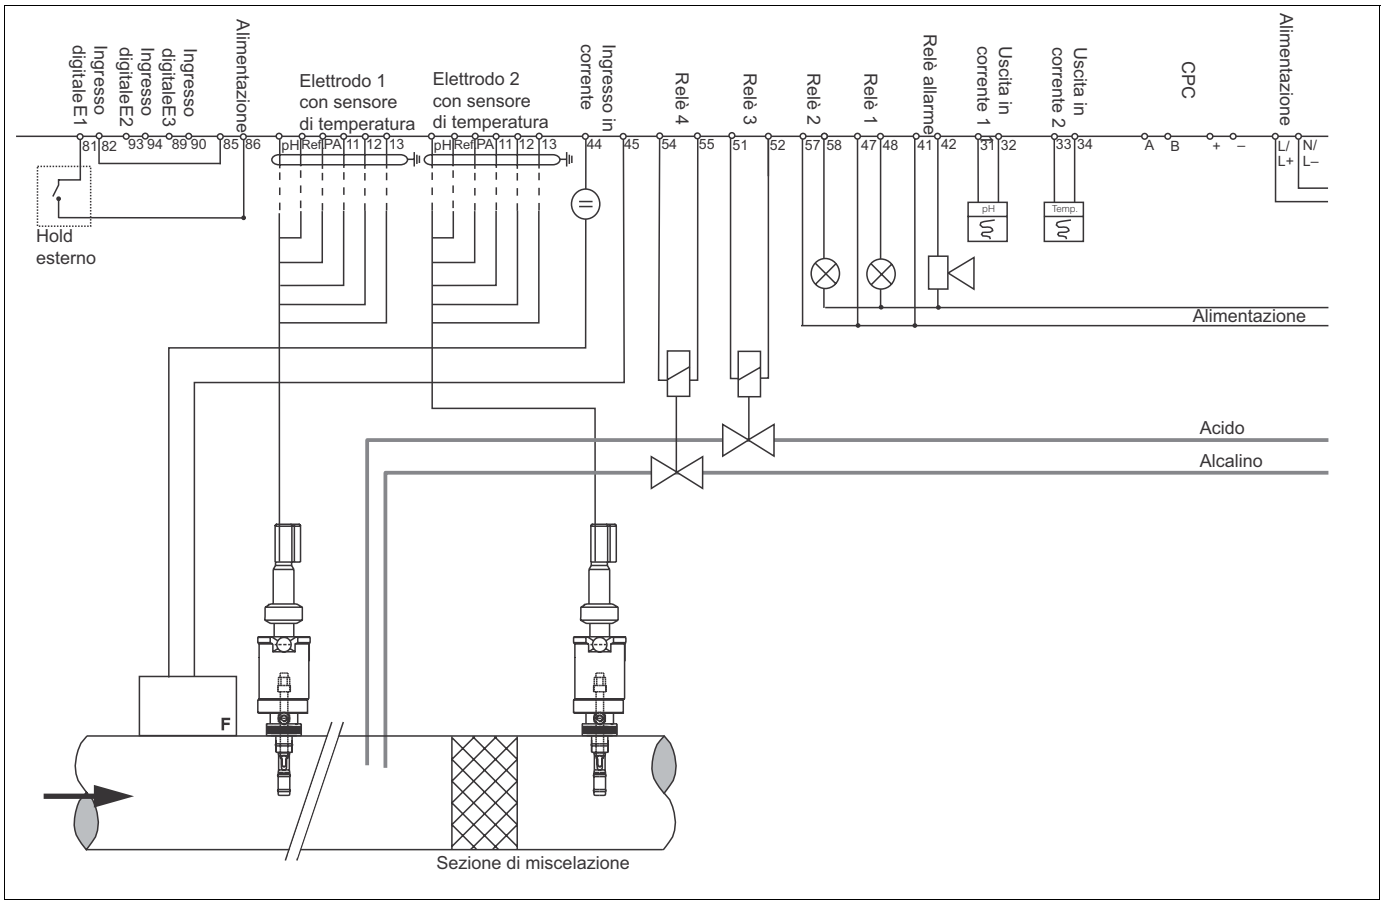 Ingresso
digitale E1
Ingresso
digitale E2
Ingresso
digitale E3
Alimentazione
Elettrodo 1
con sensore
di temperatura
Elettrodo 2
con sensore
di temperatura
Ingresso in
corrente
Relè 4
Relè 3
Relè 2
Relè 1
Relè allarme
Uscita in
corrente 1
Uscita in
corrente 2
CPC
Alimentazione
81 82 93 94 89 90 85 86 pH Ref PA 11 12 13 pH Ref PA 11 12 13 44 45 54 55 51 52 57 58 47 48 41 42 31 32 33 34 A B + – L/ N/
L+ L–
pH Temp.
Hold
esterno
Alimentazione
Acido
Alcalino
F
Sezione di miscelazione